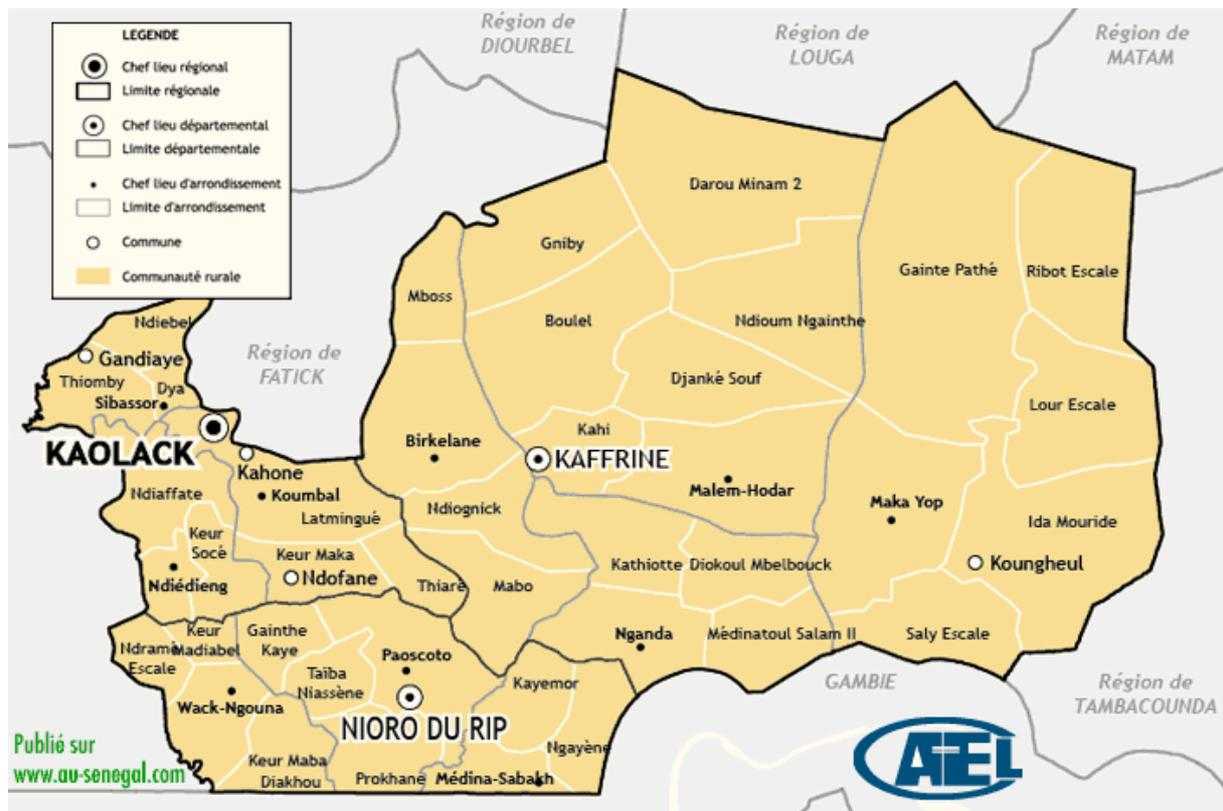 LEGENDE
Chef lieu régional
Limite régionale
Chef lieu départemental
Limite départementale
Chef lieu d'arrondissement
Limite d'arrondissement
Commune
Communauté rurale
Région de
DIOURBEL
Région de
LOUGA
Région de
MATAM
Darou Minam 2
Gniby
Gainte Pathé
Ribot Escale
Mboss
Boulel
Ndioum Ngainthe
Ndiebel
Gandiaye
Région de
FATICK
Thiomby
Dya
Sibassor
Djanké Souf
Lour Escale
KAOLACK
Kahi
Birkelane
KAFFRINE
Kahone
Koumbal
Malem-Hodar
Ndiaffate
Maka Yop
Latmingué
Ndiognick
Ida Mouride
Keur
Socé
Keur Maka
Kathiotte
Diokoul Mbelbouck
Koungheul
Ndofane
Ndiédieng
Thiaré
Mabo
Keur
Madiabel
Gainthe
Kaye
Nganda
Médinatoul Salam II
Saly Escale
Ndramé
Escale
Paoscoto
Taïba
Niassène
Kayemor
GAMBIE
Région de
TAMBACOUNDA
Wack-Ngouna
NIORO DU RIP
Ngayène
Keur Maba
Diakhou
Prokhane
Médina-Sabakh
Publié sur
www.au-senegal.com
ATEL